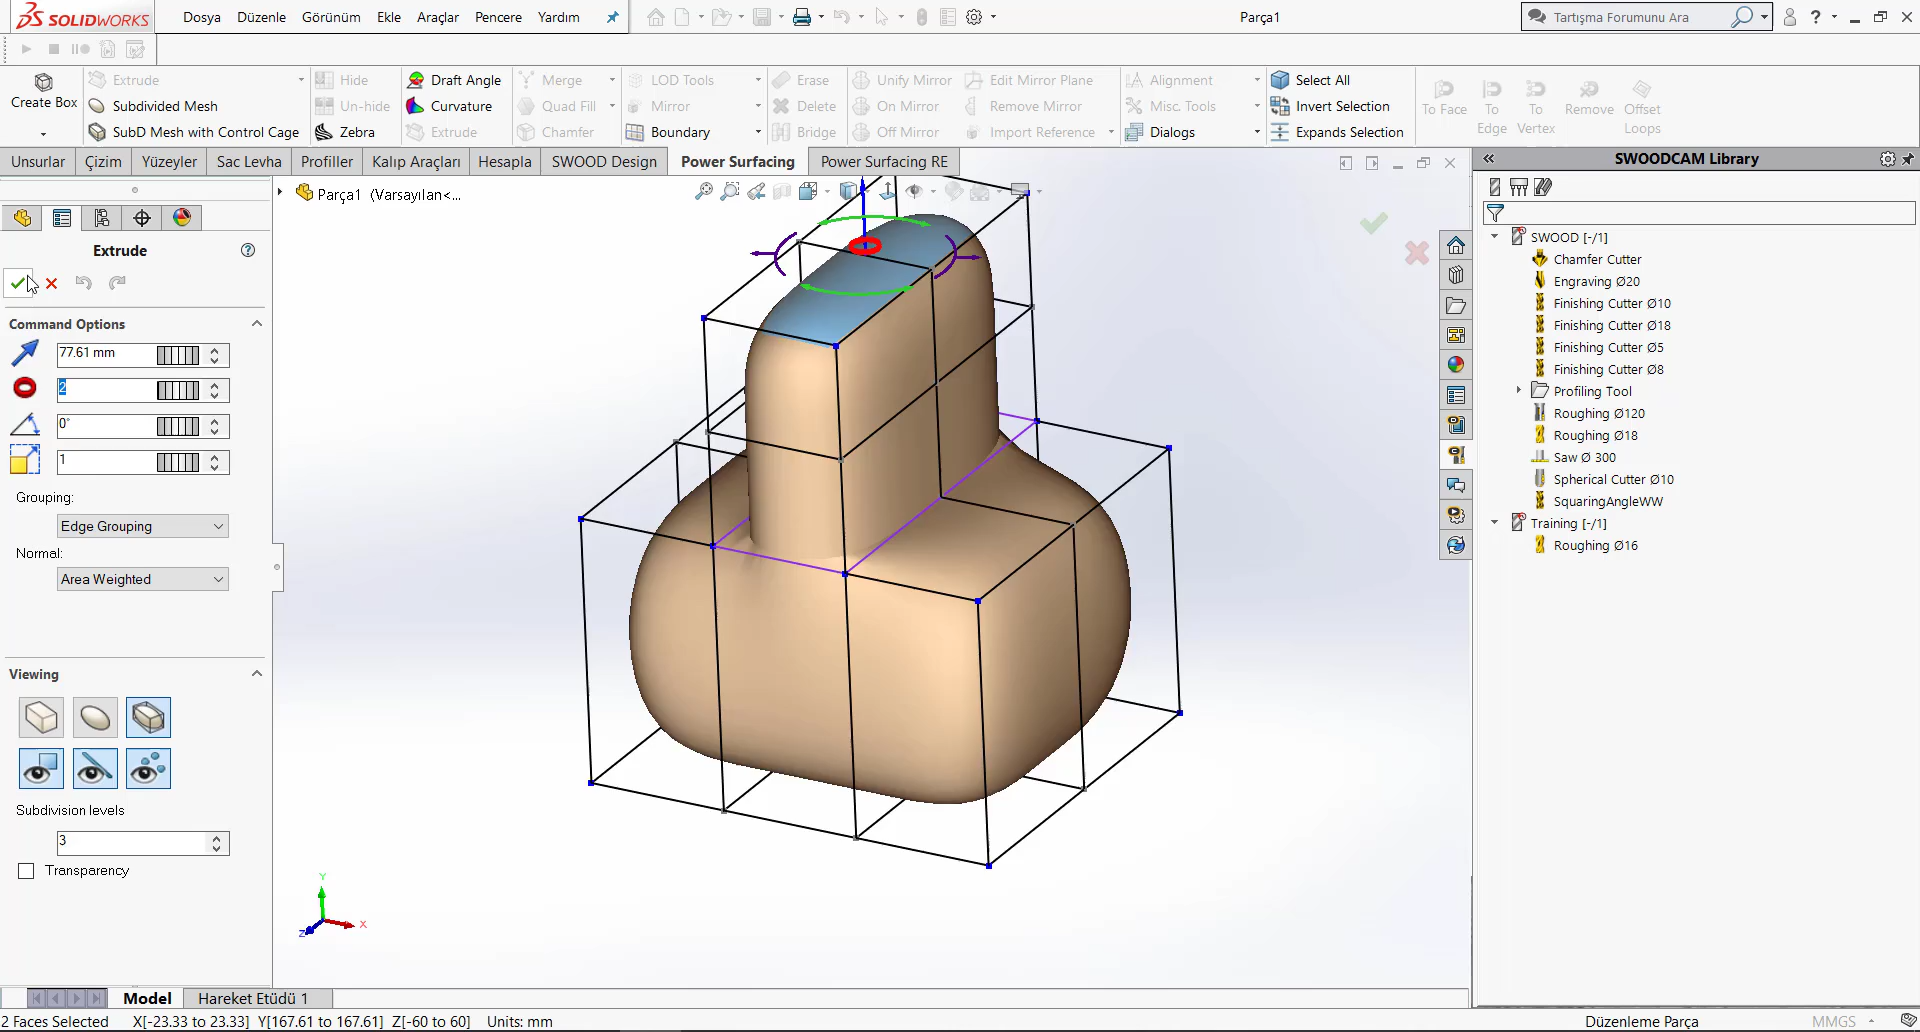 SOLIDWORKS Dosya Düzenle Görünüm Ekle Araçlar Pencere Yardım Parça1 Tartışma Forumunu Ara ?
Create Box
Extrude Hide Draft Angle Merge LOD Tools Erase Unify Mirror Edit Mirror Plane Alignment Select All
Subdivided Mesh Un-hide Curvature Quad Fill Mirror Delete On Mirror Remove Mirror Misc. Tools Invert Selection
SubD Mesh with Control Cage Zebra Extrude Chamfer Boundary Bridge Off Mirror Import Reference Dialogs Expands Selection
To Face To Edge To Vertex Remove Offset Loops
Unsurlar Çizim Yüzeyler Sac Levha Profiller Kalıp Araçları Hesapla SWOOD Design Power Surfacing Power Surfacing RE
Parça1 (Varsayılan<...
Extrude
Command Options
77.61 mm
2
0°
1
Grouping:
Edge Grouping
Normal:
Area Weighted
Viewing
Subdivision levels
3
Transparency
Y
X
Z
SWOODCAM Library
SWOOD [-/1]
Chamfer Cutter
Engraving Ø20
Finishing Cutter Ø10
Finishing Cutter Ø18
Finishing Cutter Ø5
Finishing Cutter Ø8
Profiling Tool
Roughing Ø120
Roughing Ø18
Saw Ø 300
Spherical Cutter Ø10
SquaringAngleWW
Training [-/1]
Roughing Ø16
Model Hareket Etüdü 1
2 Faces Selected X[-23.33 to 23.33] Y[167.61 to 167.61] Z[-60 to 60] Units: mm Düzenleme Parça MMGS